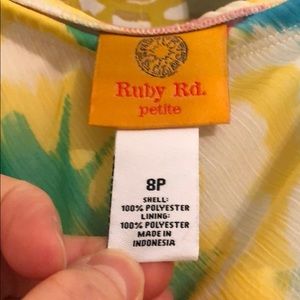 Ruby Rd.
petite
8P
SHELL:
100% POLYESTER
LINING:
100% POLYESTER
MADE IN
INDONESIA